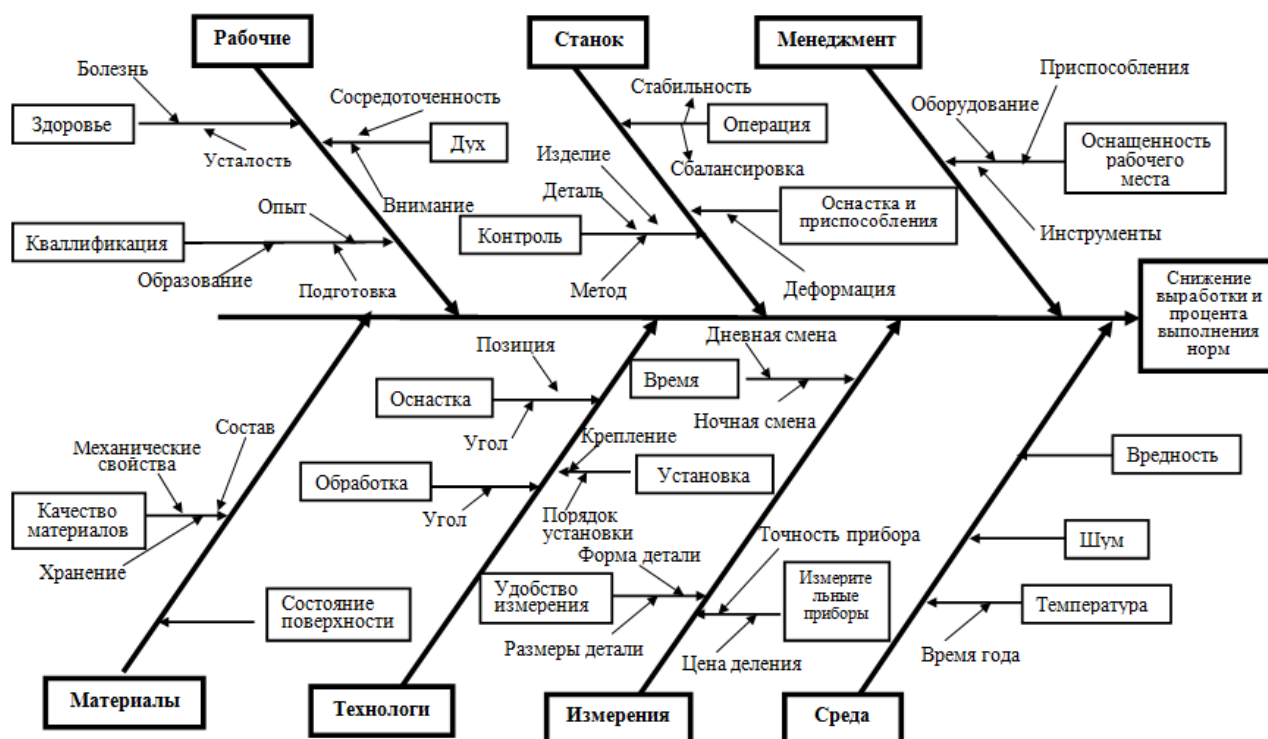 Рабочие
Станок
Менеджмент
Болезнь
Здоровье
Усталость
Сосредоточенность
Дух
Внимание
Опыт
Кваллификация
Образование
Подготовка
Стабильность
Операция
Сбалансировка
Изделие
Деталь
Контроль
Метод
Оснастка и
приспособления
Деформация
Приспособления
Оборудование
Оснащенность
рабочего
места
Инструменты
Снижение
выработки и
процента
выполнения
норм
Позиция
Оснастка
Угол
Дневная смена
Время
Ночная смена
Крепление
Установка
Порядок
установки
Обработка
Угол
Состав
Механические
свойства
Качество
материалов
Хранение
Состояние
поверхности
Форма детали
Удобство
измерения
Размеры детали
Точность прибора
Измерите
льные
приборы
Цена деления
Вредность
Шум
Температура
Время года
Материалы
Технологи
Измерения
Среда